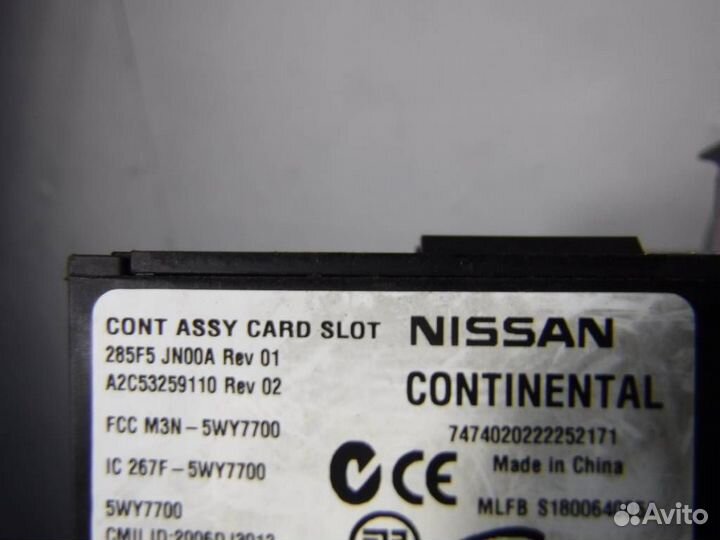 CONT ASSY CARD SLOT NISSAN
285F5 JN00A Rev 01
A2C53259110 Rev 02 CONTINENTAL
FCC M3N-5WY7700 7474020222252171
IC 267F-5WY7700 CE Made in China
5WY7700 MLFB
Avito